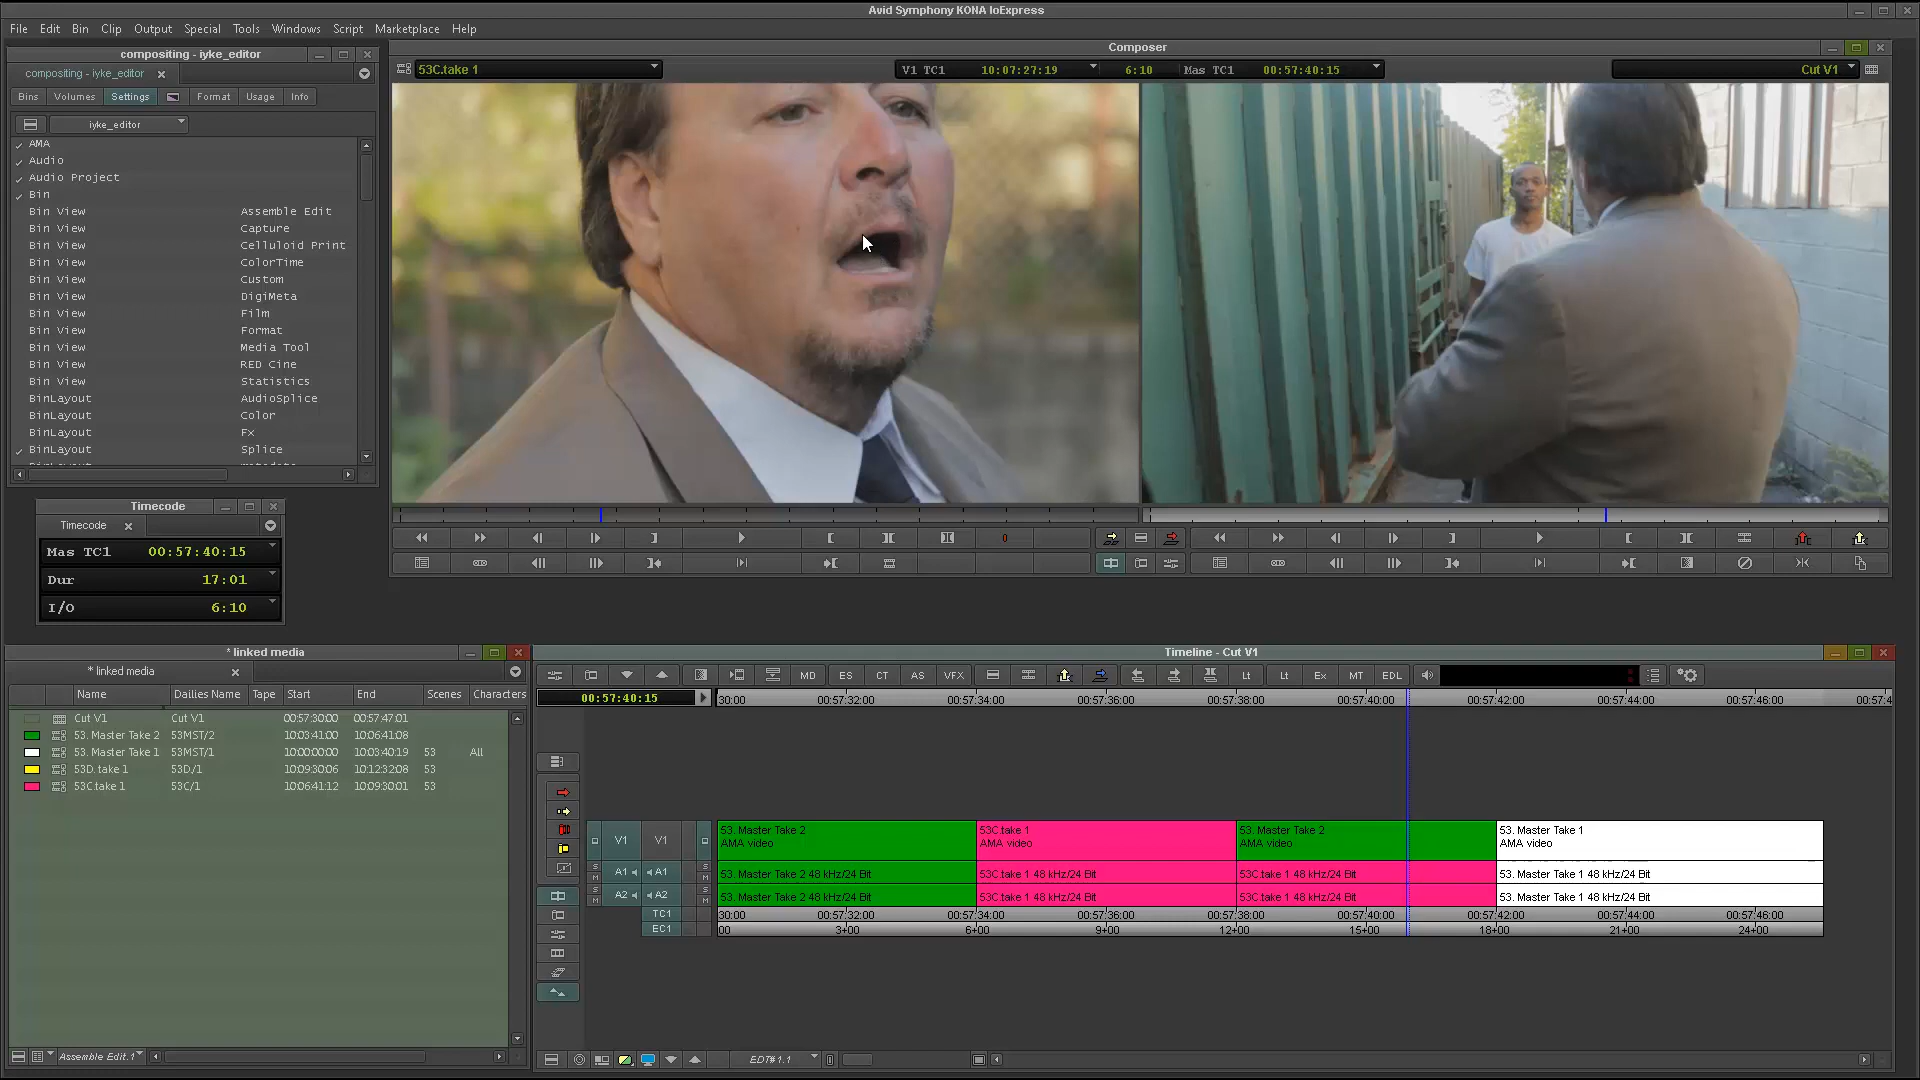 Avid Symphony KONA IoExpress
File Edit Bin Clip Output Special Tools Windows Script Marketplace Help
compositing - iyke_editor
compositing - iyke_editor
Bins Volumes Settings Format Usage Info
iyke_editor
AMA
Audio
Audio Project
Bin
Bin View Assemble Edit
Bin View Capture
Bin View Celluloid Print
Bin View ColorTime
Bin View Custom
Bin View DigiMeta
Bin View Film
Bin View Format
Bin View Media Tool
Bin View RED Cine
Bin View Statistics
BinLayout AudioSplice
BinLayout Color
BinLayout Fx
BinLayout Splice
Composer
53C.take 1
V1 TC1 10:07:27:19 6:10 Mas TC1 00:57:40:15
Cut V1
Timecode
Timecode
Mas TC1 00:57:40:15
Dur 17:01
I/O 6:10
* linked media
* linked media
Name Dailies Name Tape Start End Scenes Characters
Cut V1 Cut V1 00:57:30:00 00:57:47:01
53. Master Take 2 53MST/2 10:03:41:00 10:06:41:08
53. Master Take 1 53MST/1 10:00:00:00 10:03:40:19 53 All
53D. take 1 53D/1 10:09:30:06 10:12:32:08 53
53C.take 1 53C/1 10:06:41:12 10:09:30:01 53
Assemble Edit.1
Timeline - Cut V1
MD ES CT AS VFX Lt Lt Ex MT EDL
00:57:40:15
30:00 00:57:32:00 00:57:34:00 00:57:36:00 00:57:38:00 00:57:40:00 00:57:42:00 00:57:44:00 00:57:46:00 00:57:4
V1 V1
53. Master Take 2 53C.take 1 53. Master Take 2 53. Master Take 1
AMA video AMA video AMA video AMA video
S
M
A1 A1 53. Master Take 2 48 kHz/24 Bit 53C.take 1 48 kHz/24 Bit 53C.take 1 48 kHz/24 Bit 53. Master Take 1 48 kHz/24 Bit
S
M
A2 A2 53. Master Take 2 48 kHz/24 Bit 53C.take 1 48 kHz/24 Bit 53C.take 1 48 kHz/24 Bit 53. Master Take 1 48 kHz/24 Bit
TC1 30:00 00:57:32:00 00:57:34:00 00:57:36:00 00:57:38:00 00:57:40:00 00:57:42:00 00:57:44:00 00:57:46:00
EC1 00 3+00 6+00 9+00 12+00 15+00 18+00 21+00 24+00
EDT# 1.1